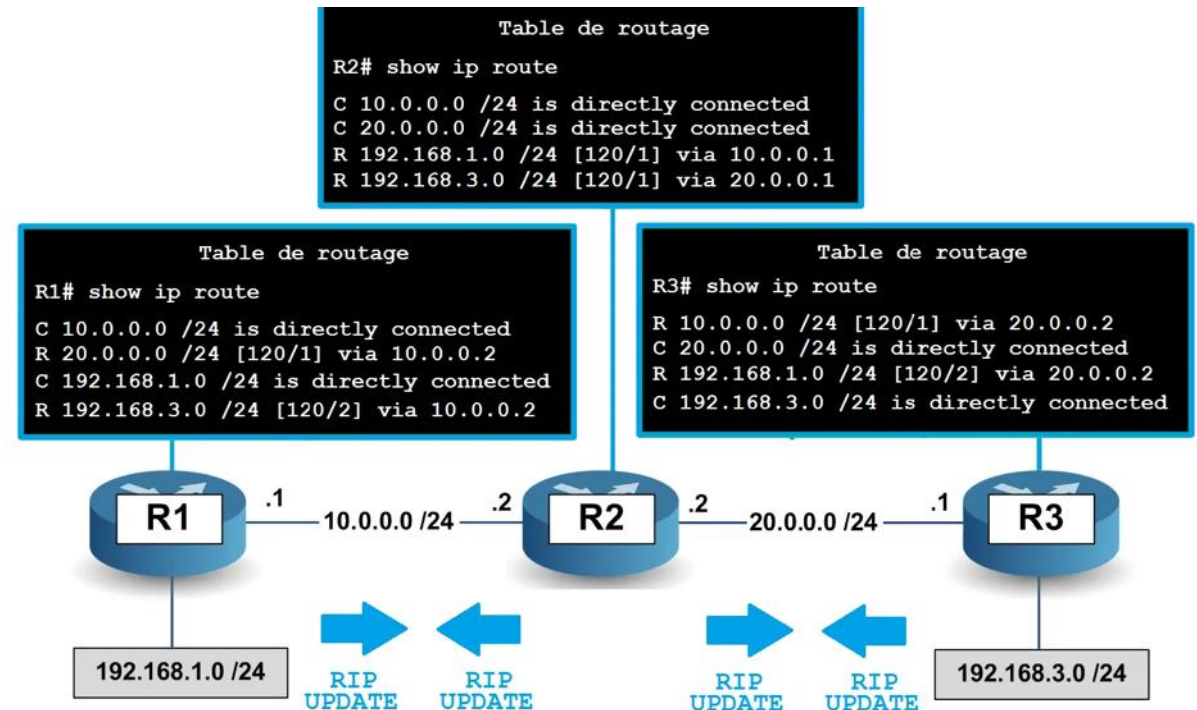 Table de routage
R2# show ip route
C 10.0.0.0 /24 is directly connected
C 20.0.0.0 /24 is directly connected
R 192.168.1.0 /24 [120/1] via 10.0.0.1
R 192.168.3.0 /24 [120/1] via 20.0.0.1
Table de routage
R1# show ip route
C 10.0.0.0 /24 is directly connected
R 20.0.0.0 /24 [120/1] via 10.0.0.2
C 192.168.1.0 /24 is directly connected
R 192.168.3.0 /24 [120/2] via 10.0.0.2
Table de routage
R3# show ip route
R 10.0.0.0 /24 [120/1] via 20.0.0.2
C 20.0.0.0 /24 is directly connected
R 192.168.1.0 /24 [120/2] via 20.0.0.2
C 192.168.3.0 /24 is directly connected
R1 .1 10.0.0.0 /24 .2 R2 .2 20.0.0.0 /24 .1 R3
192.168.1.0 /24
RIP
UPDATE
RIP
UPDATE
RIP
UPDATE
RIP
UPDATE
192.168.3.0 /24